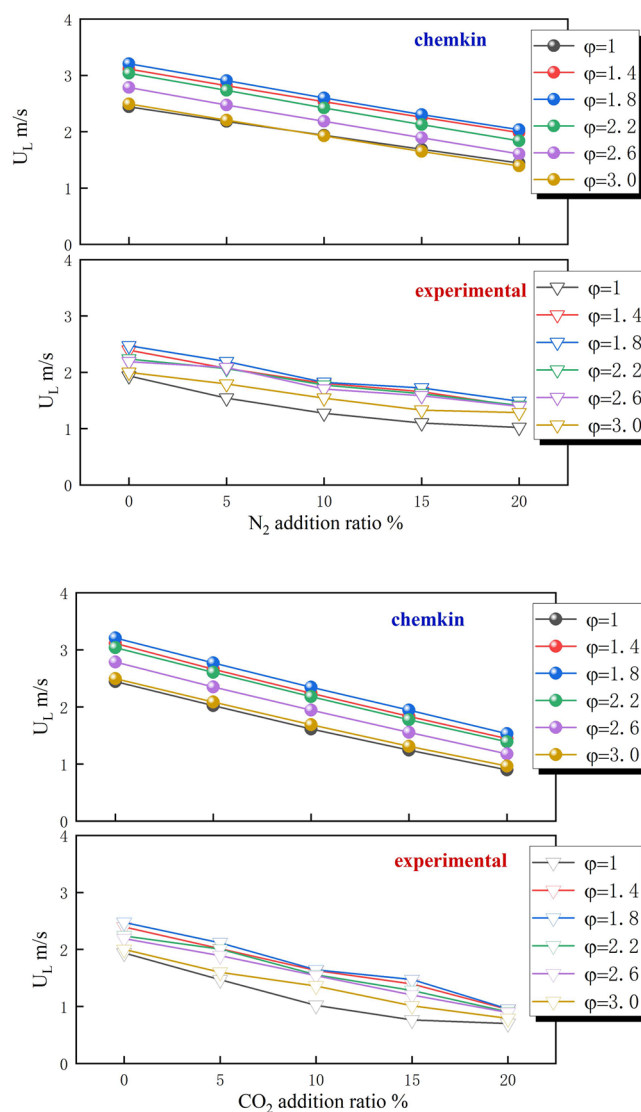 4
chemkin
φ=1
φ=1.4
φ=1.8
φ=2.2
φ=2.6
φ=3.0
3
2
1
0
U_L m/s
4
experimental
φ=1
φ=1.4
φ=1.8
φ=2.2
φ=2.6
φ=3.0
3
2
1
0
U_L m/s
0 5 10 15 20
N₂ addition ratio %
4
chemkin
φ=1
φ=1.4
φ=1.8
φ=2.2
φ=2.6
φ=3.0
3
2
1
0
U_L m/s
4
experimental
φ=1
φ=1.4
φ=1.8
φ=2.2
φ=2.6
φ=3.0
3
2
1
0
U_L m/s
0 5 10 15 20
CO₂ addition ratio %